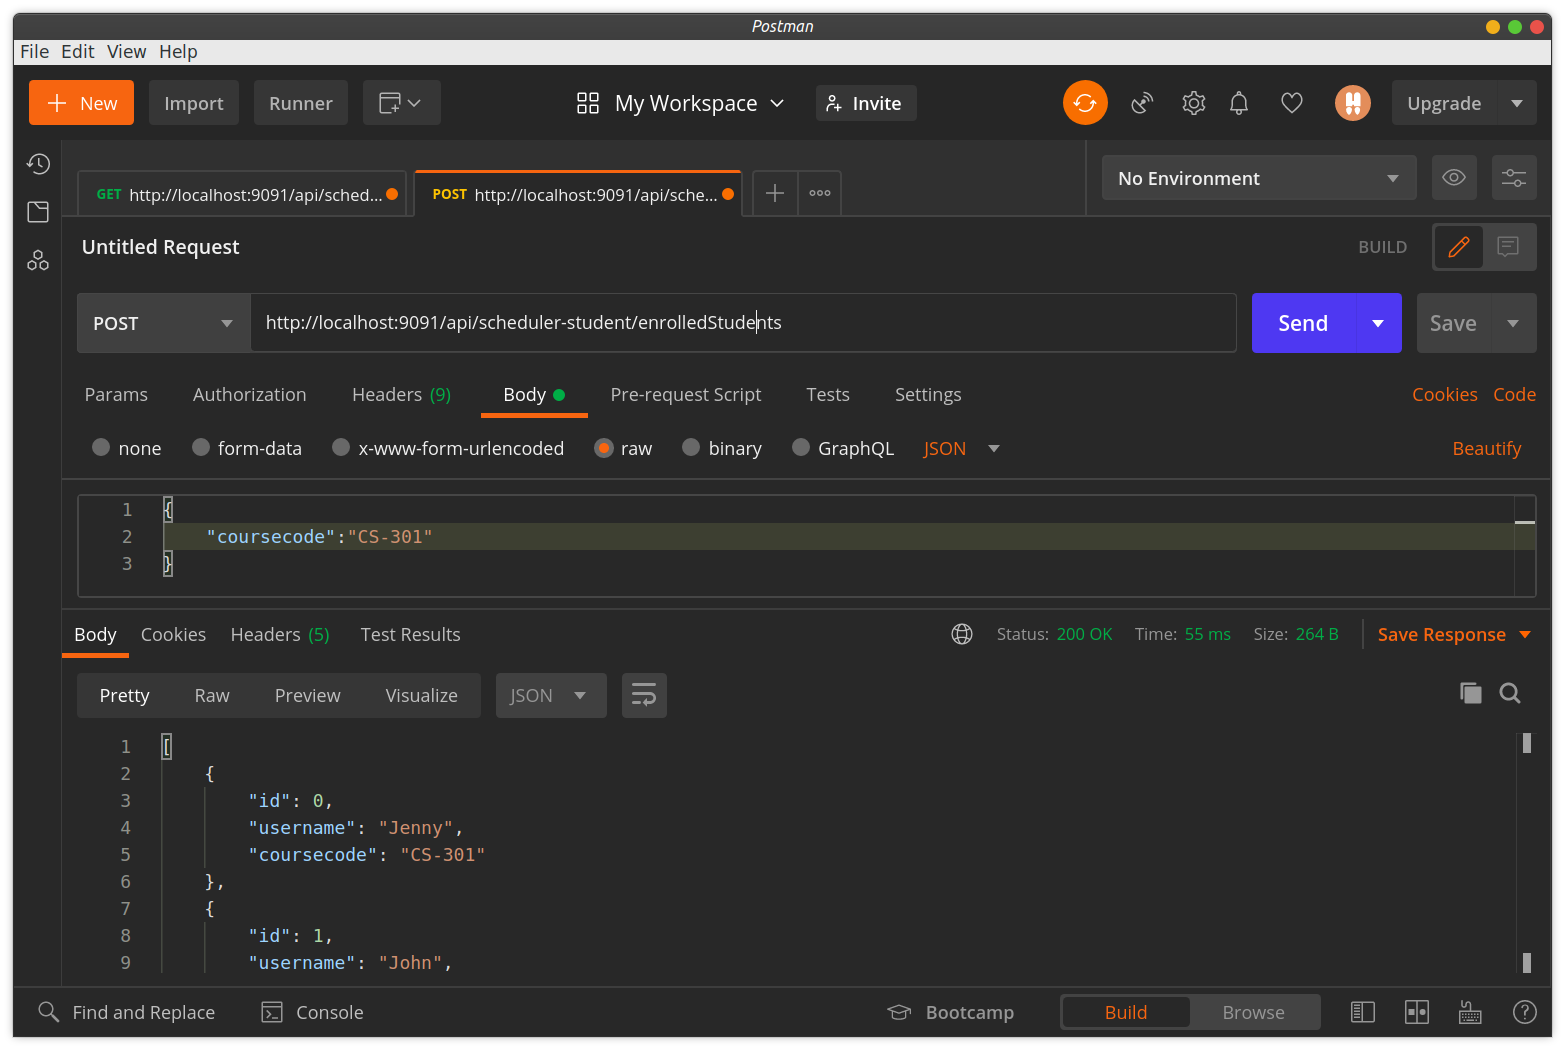 Postman
File Edit View Help
New Import Runner My Workspace Invite Upgrade
GET http://localhost:9091/api/sched... POST http://localhost:9091/api/sche... No Environment
Untitled Request BUILD
POST http://localhost:9091/api/scheduler-student/enrolledStudents Send Save
Params Authorization Headers (9) Body Pre-request Script Tests Settings Cookies Code
none form-data x-www-form-urlencoded raw binary GraphQL JSON Beautify
1 {
2 "coursecode":"CS-301"
3 }
Body Cookies Headers (5) Test Results Status: 200 OK Time: 55 ms Size: 264 B Save Response
Pretty Raw Preview Visualize JSON
1 [
2 {
3 "id": 0,
4 "username": "Jenny",
5 "coursecode": "CS-301"
6 },
7 {
8 "id": 1,
9 "username": "John",
Find and Replace Console Bootcamp Build Browse